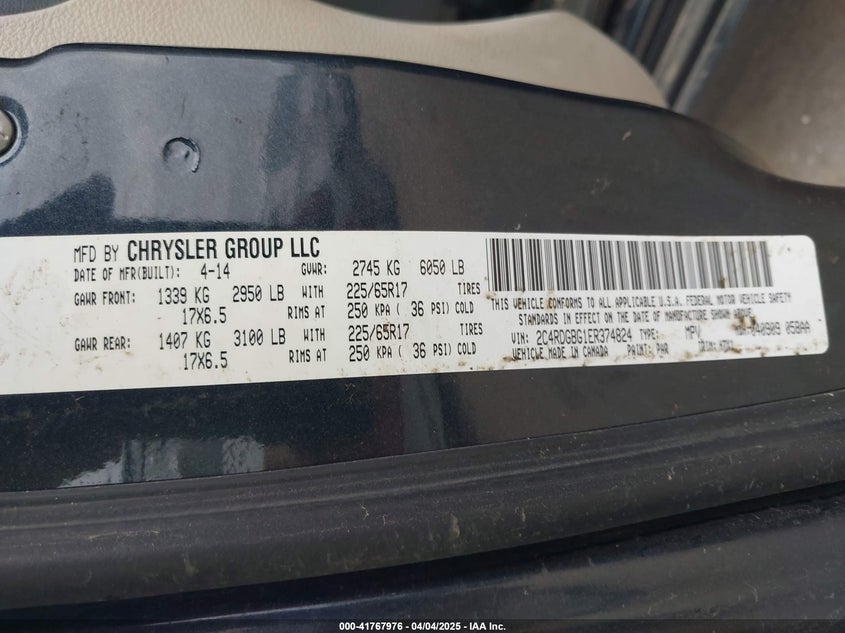 MFD BY CHRYSLER GROUP LLC
DATE OF MFR(BUILT): 4-14 GVWR: 2745 KG 6050 LB
GAWR FRONT: 1339 KG 2950 LB WITH 225/65R17 TIRES
17X6.5 RIMS AT 250 KPA ( 36 PSI) COLD
GAWR REAR: 1407 KG 3100 LB WITH 225/65R17 TIRES
17X6.5 RIMS AT 250 KPA ( 36 PSI) COLD
THIS VEHICLE CONFORMS TO ALL APPLICABLE U.S.A. FEDERAL MOTOR VEHICLE SAFETY
STANDARDS IN EFFECT ON THE DATE OF MANUFACTURE SHOWN ABOVE.
VIN: 2C4RDGBG1ER374824 TYPE: MPV 058AA
VEHICLE MADE IN CANADA PAINT: PAR
000-41767976 - 04/04/2025 - IAA Inc.